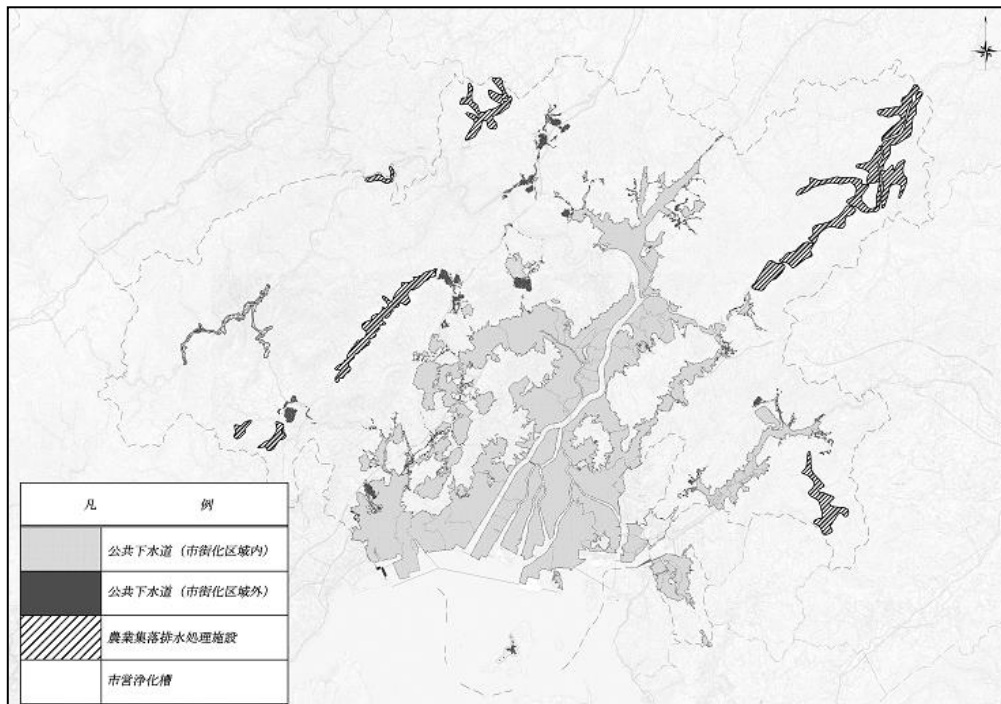 凡 例
公共下水道（市街化区域内）
公共下水道（市街化区域外）
農業集落排水処理施設
市営浄化槽